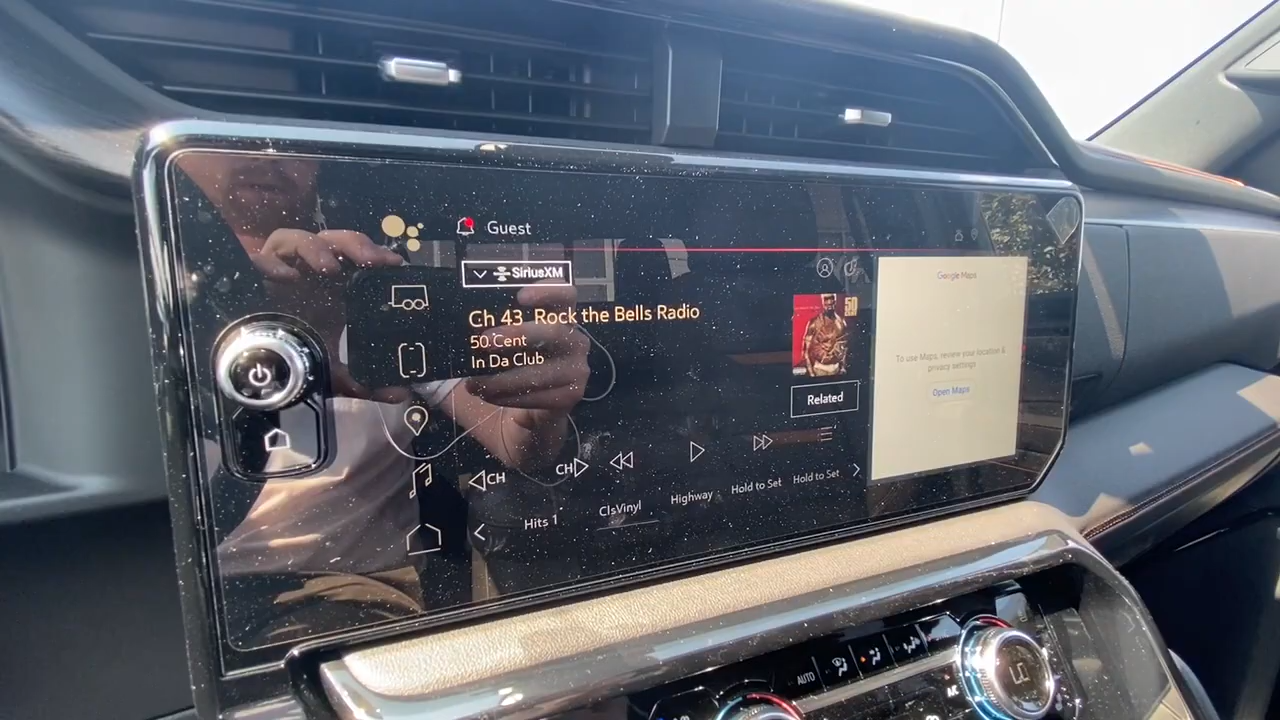 Guest
SiriusXM
Ch 43 Rock the Bells Radio
50 Cent
In Da Club
50
Related
CH
CH
Hits 1
ClsVinyl
Highway
Hold to Set
Hold to Set
Google Maps
To use Maps, review your location &
privacy settings
Open Maps
AUTO
LO